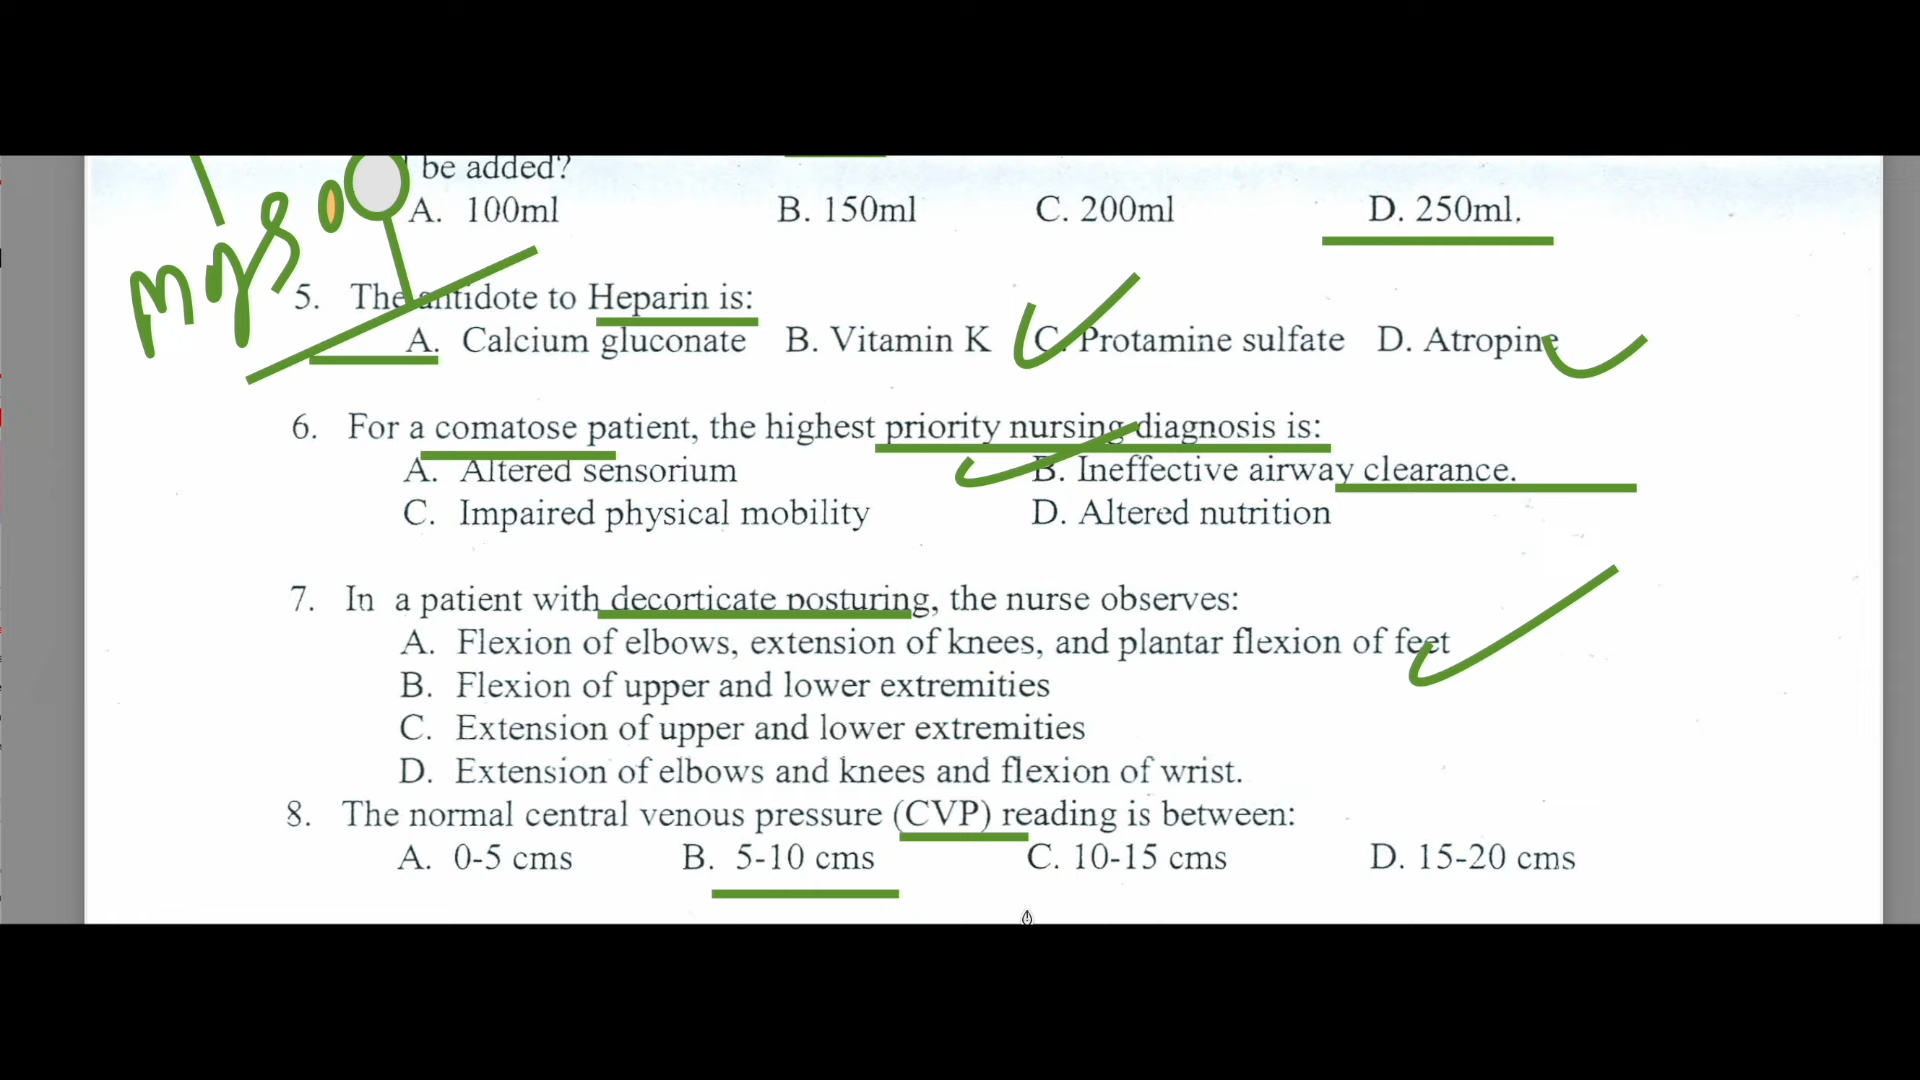 be added?
A. 100ml B. 150ml C. 200ml D. 250ml.
mgso
5. The antidote to Heparin is:
A. Calcium gluconate B. Vitamin K C. Protamine sulfate D. Atropine
6. For a comatose patient, the highest priority nursing diagnosis is:
A. Altered sensorium B. Ineffective airway clearance.
C. Impaired physical mobility D. Altered nutrition
7. In a patient with decorticate posturing, the nurse observes:
A. Flexion of elbows, extension of knees, and plantar flexion of feet
B. Flexion of upper and lower extremities
C. Extension of upper and lower extremities
D. Extension of elbows and knees and flexion of wrist.
8. The normal central venous pressure (CVP) reading is between:
A. 0-5 cms B. 5-10 cms C. 10-15 cms D. 15-20 cms